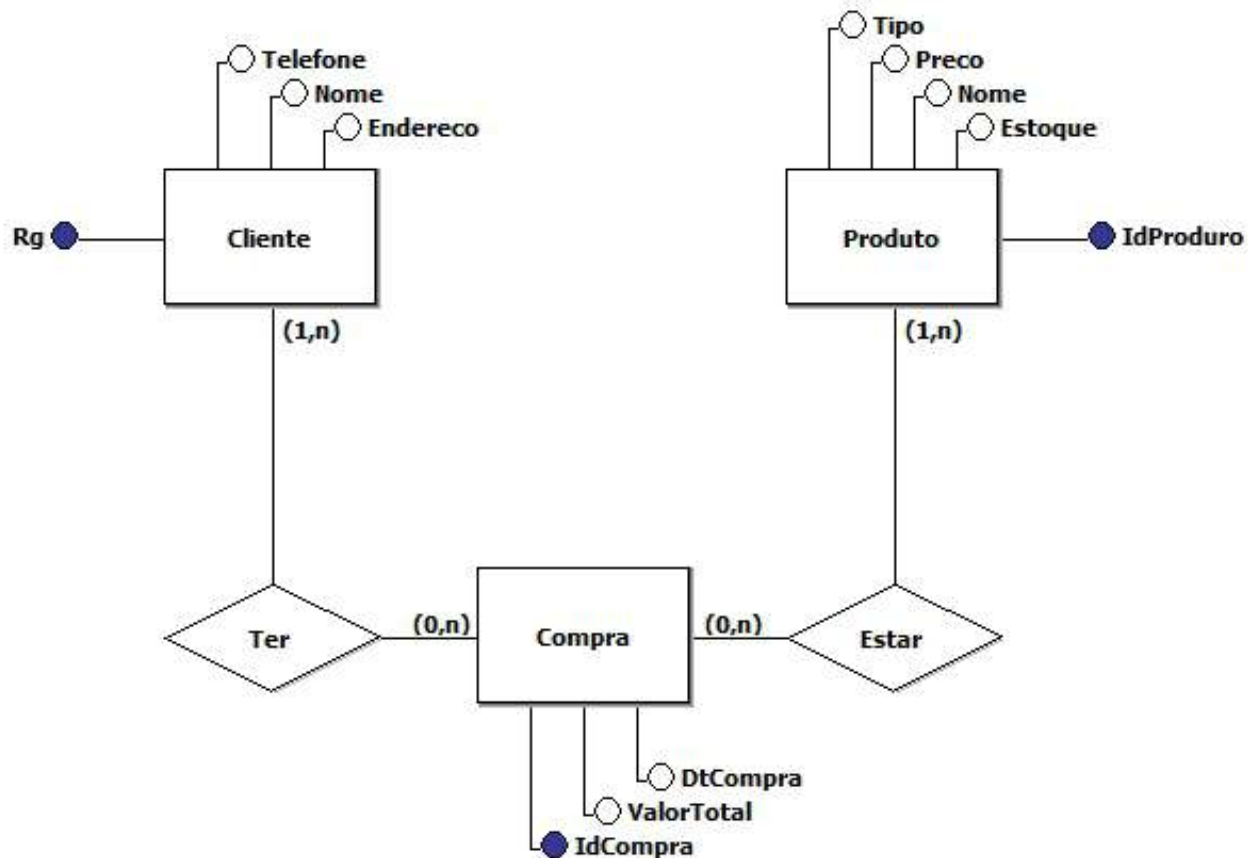 Tipo
Telefone
Preco
Nome
Nome
Endereco
Estoque
Rg
Cliente
Produto
IdProduro
(1,n)
(1,n)
Ter
(0,n)
Compra
(0,n)
Estar
DtCompra
ValorTotal
IdCompra